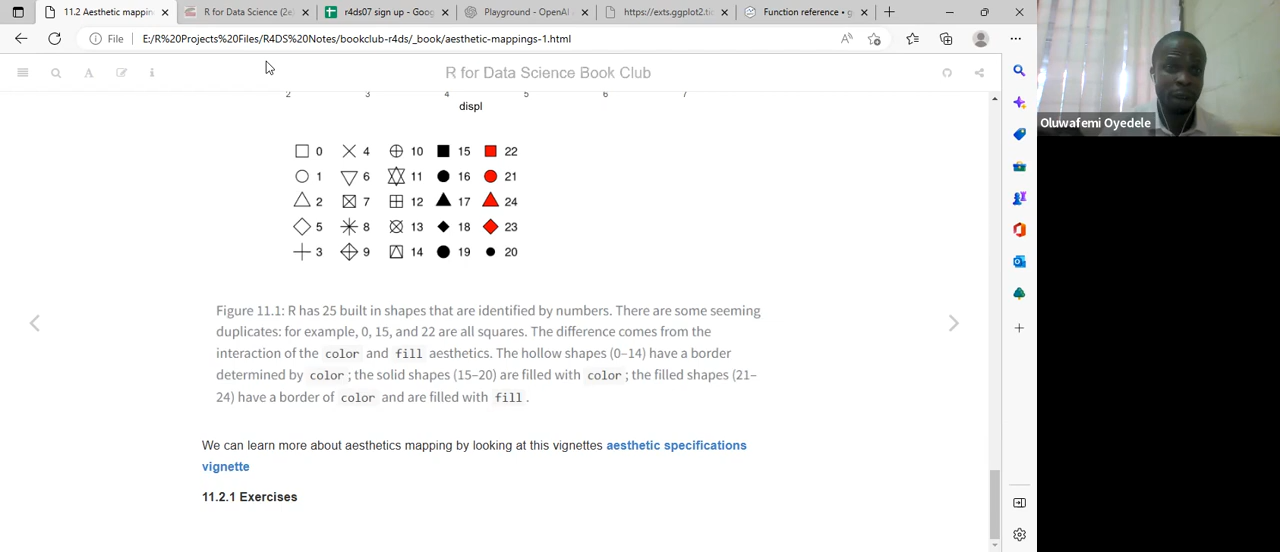 11.2 Aesthetic mappin
R for Data Science (2e
r4ds07 sign up - Goog
Playground - OpenAI
https://exts.ggplot2.tid
Function reference • g
File
E:/R%20Projects%20Files/R4DS%20Notes/bookclub-r4ds/_book/aesthetic-mappings-1.html
R for Data Science Book Club
2 3 4 5 6 7
displ
0 4 10 15 22
1 6 11 16 21
2 7 12 17 24
5 8 13 18 23
3 9 14 19 20
Figure 11.1: R has 25 built in shapes that are identified by numbers. There are some seeming
duplicates: for example, 0, 15, and 22 are all squares. The difference comes from the
interaction of the color and fill aesthetics. The hollow shapes (0–14) have a border
determined by color; the solid shapes (15–20) are filled with color; the filled shapes (21–
24) have a border of color and are filled with fill.
We can learn more about aesthetics mapping by looking at this vignettes aesthetic specifications
vignette
11.2.1 Exercises
Oluwafemi Oyedele